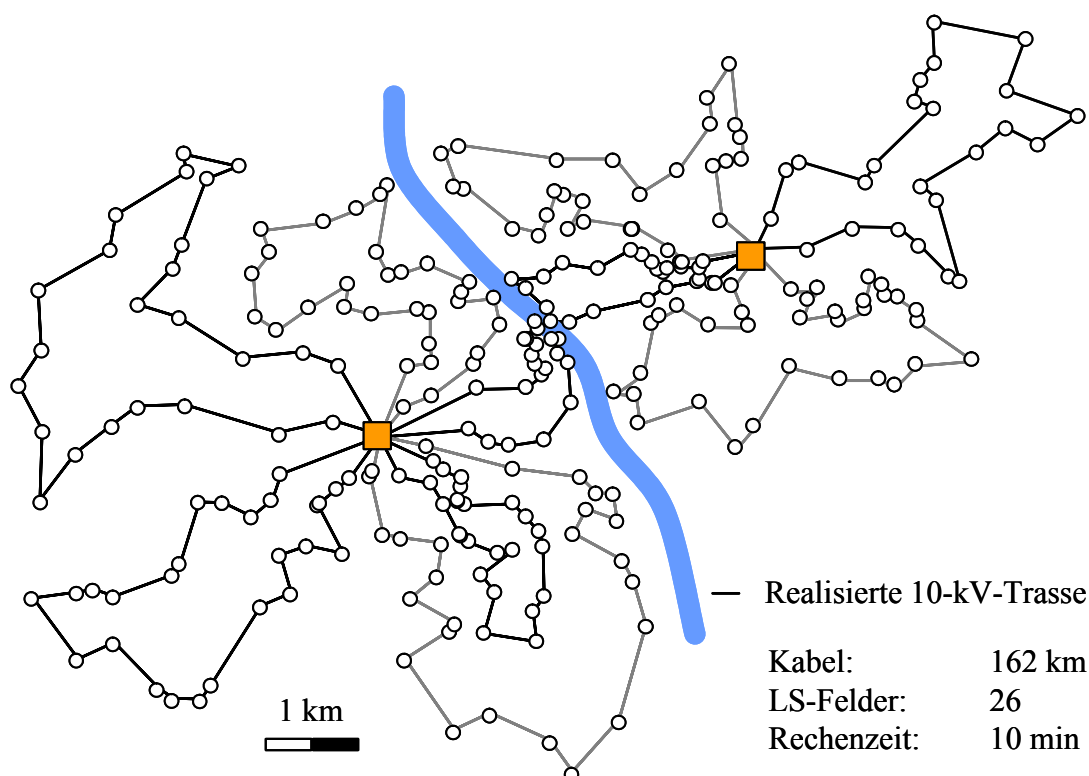 Realisierte 10-kV-Trasse
Kabel: 162 km
LS-Felder: 26
Rechenzeit: 10 min
1 km